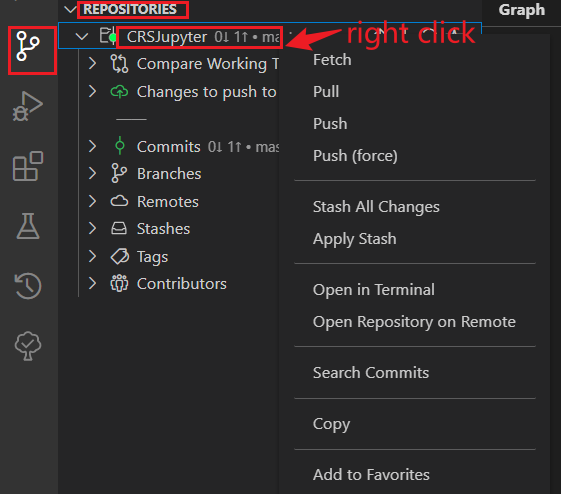 REPOSITORIES
Graph
CRSJupyter 0↓ 1↑ • mas
right click
Compare Working T
Changes to push to
Commits 0↓ 1↑ • mas
Branches
Remotes
Stashes
Tags
Contributors
Fetch
Pull
Push
Push (force)
Stash All Changes
Apply Stash
Open in Terminal
Open Repository on Remote
Search Commits
Copy
Add to Favorites